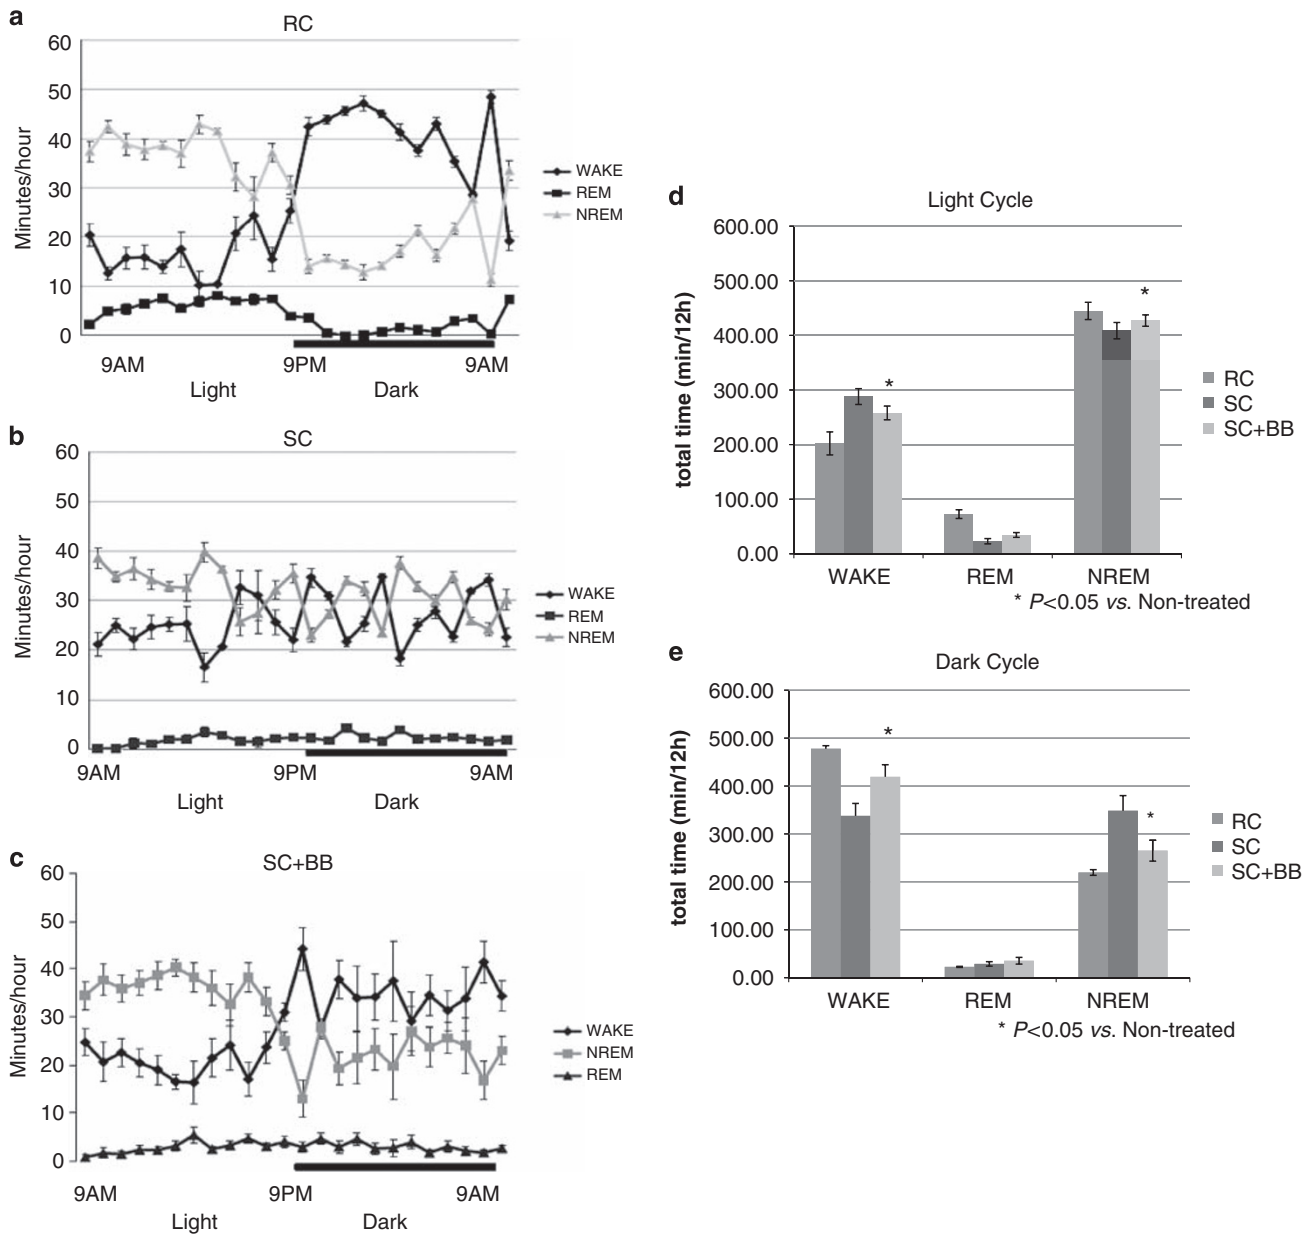 a
RC
60
50
40
30
20
10
0
Minutes/hour
WAKE
REM
NREM
9AM 9PM 9AM
Light Dark
b
SC
60
50
40
30
20
10
0
Minutes/hour
WAKE
REM
NREM
9AM 9PM 9AM
Light Dark
c
SC+BB
60
50
40
30
20
10
0
Minutes/hour
WAKE
NREM
REM
9AM 9PM 9AM
Light Dark
d
Light Cycle
600.00
500.00
400.00
300.00
200.00
100.00
0.00
total time (min/12h)
*
*
RC
SC
SC+BB
WAKE REM NREM
* P<0.05 vs. Non-treated
e
Dark Cycle
600.00
500.00
400.00
300.00
200.00
100.00
0.00
total time (min/12h)
*
*
RC
SC
SC+BB
WAKE REM NREM
* P<0.05 vs. Non-treated